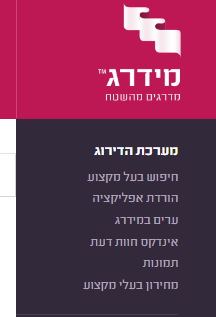 מידרג™
מדרגים מהשטח
מערכת הדירוג
חיפוש בעל מקצוע
הורדת אפליקציה
ערים במידרג
אינדקס חוות דעת
תמונות
מחירון בעלי מקצוע